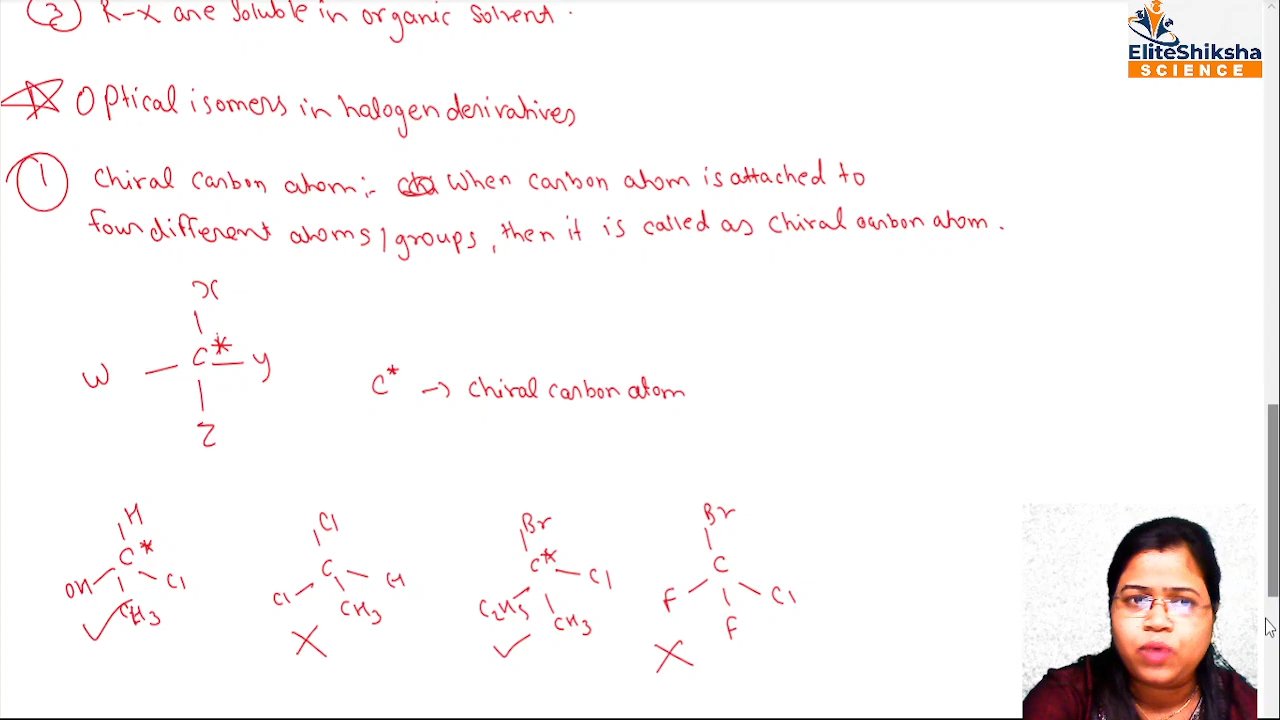 ③ R-X are soluble in organic solvent.
EliteShiksha
SCIENCE
Optical isomers in halogen derivatives
① Chiral carbon atom:- When carbon atom is attached to
four different atoms/groups, then it is called as chiral carbon atom.
X
W C* Y
Z
C* → Chiral carbon atom
H Cl Br Br
C* C C* C
OH Cl Cl H C2H5 Cl F Cl
CH3 CH3 CH3 F